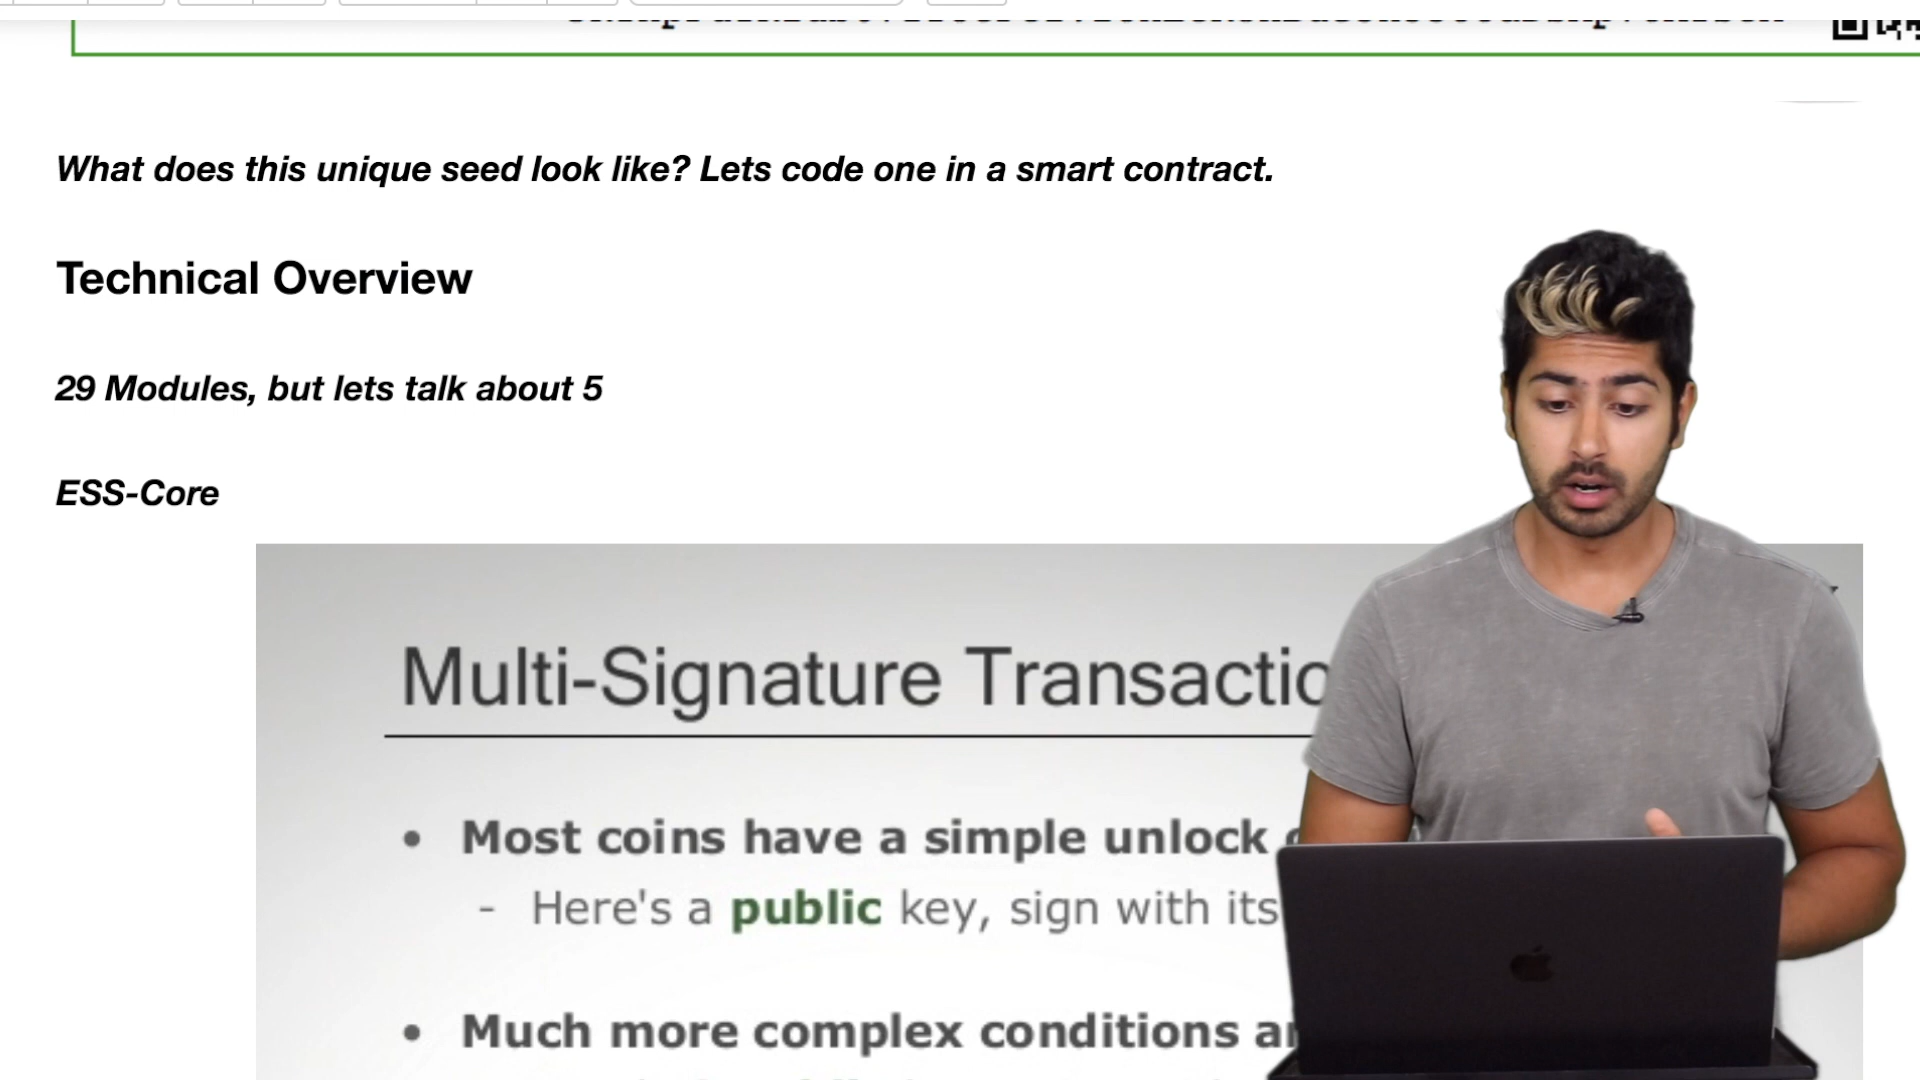 What does this unique seed look like? Lets code one in a smart contract.
Technical Overview
29 Modules, but lets talk about 5
ESS-Core
Multi-Signature
• Most coins have a simple unlock
- Here's a public key, sign with its
• Much more complex conditions